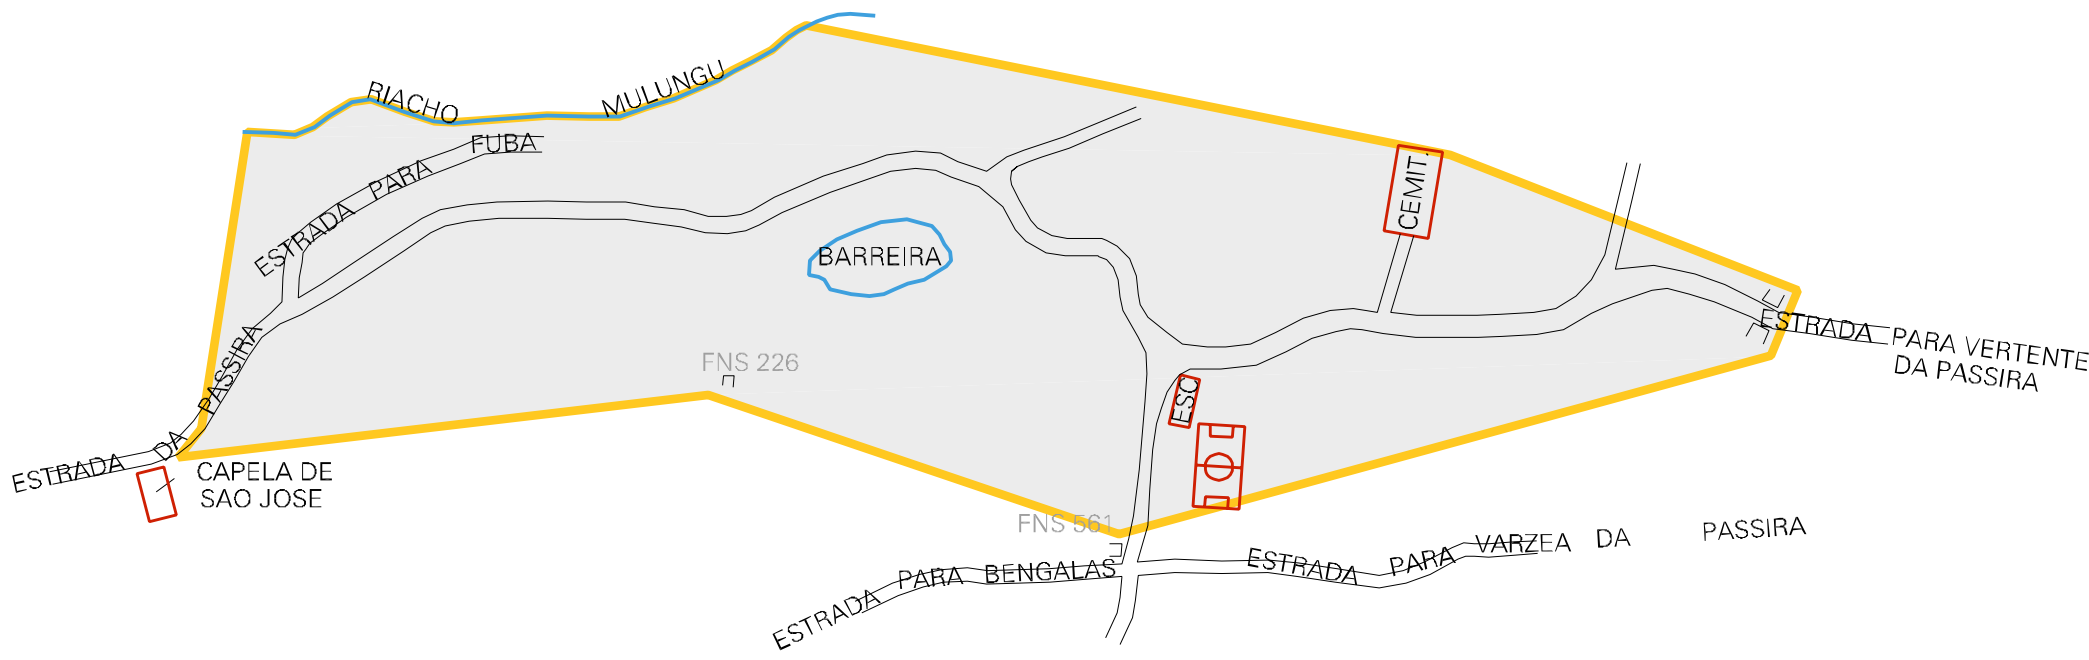 RIACHO MULUNGU
ESTRADA PARA FUBA
CEMIT.
BARREIRA
ESTRADA DA PASSIRA
ESTRADA PARA VERTENTE
DA PASSIRA
FNS 226
ESC
CAPELA DE
SAO JOSE
FNS 561
ESTRADA PARA BENGALAS
ESTRADA PARA VARZEA DA PASSIRA